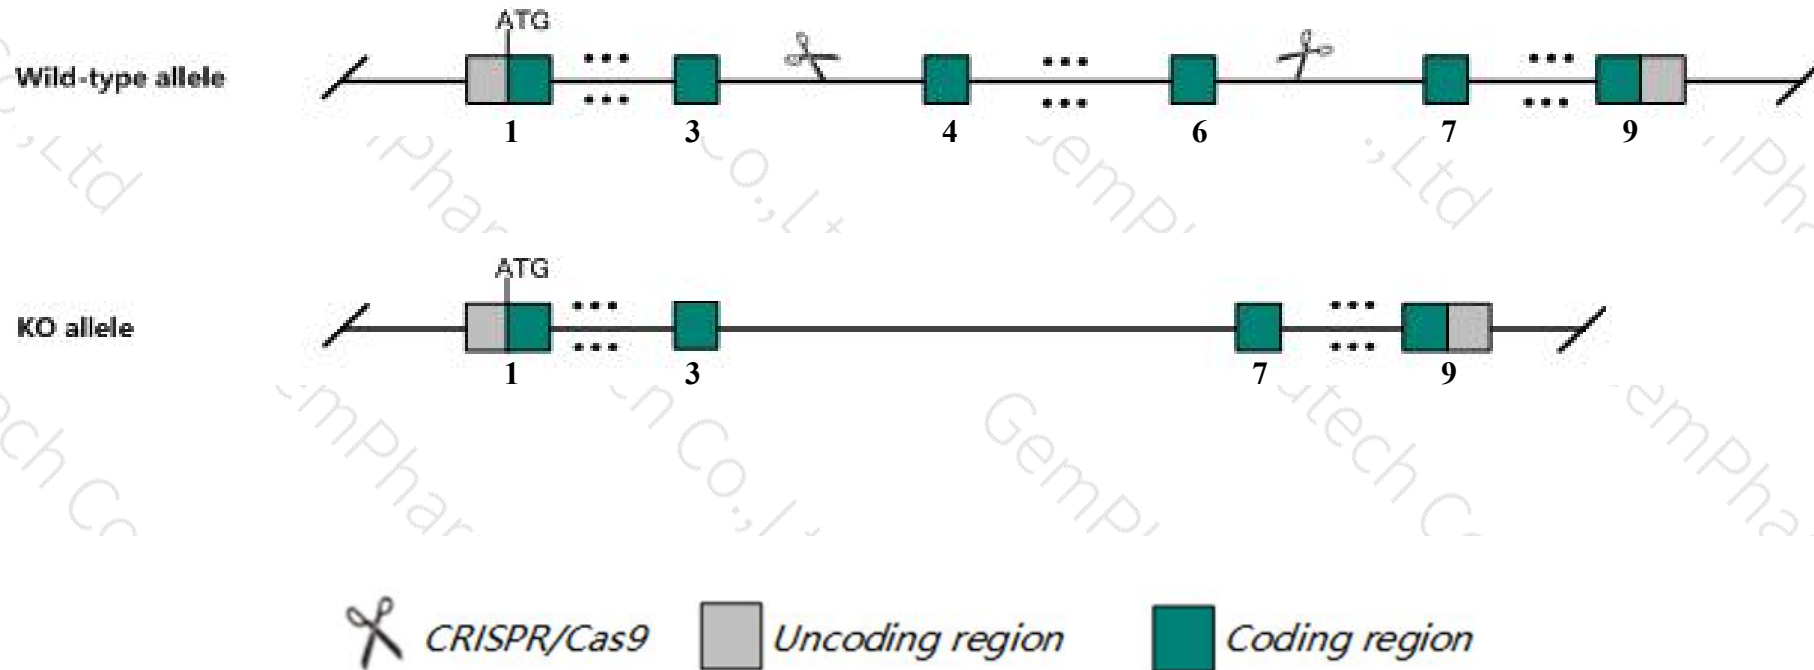 ATG
Wild-type allele
1 3 4 6 7 9
ATG
KO allele
1 3 7 9
GemPh
CRISPR/Cas9 Uncoding region Coding region